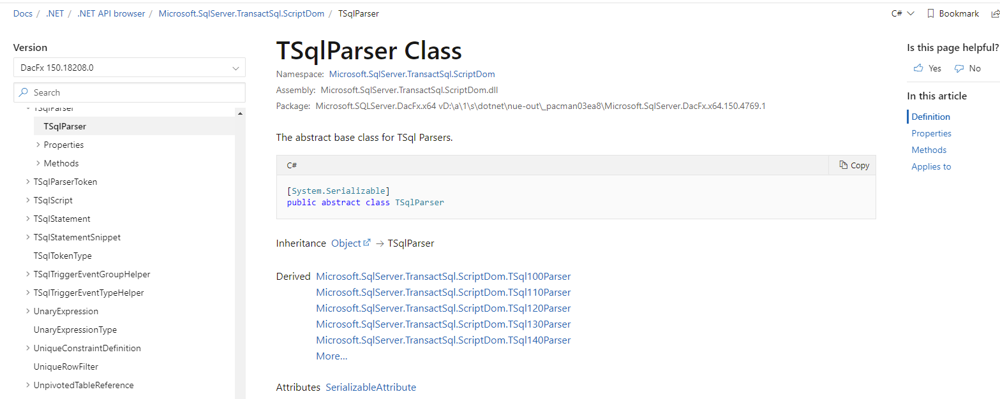 Docs / .NET / .NET API browser / Microsoft.SqlServer.TransactSql.ScriptDom / TSqlParser
C#
Bookmark
Version
DacFx 150.18208.0
Search
TSqlParser
TSqlParser
Properties
Methods
TSqlParserToken
TSqlScript
TSqlStatement
TSqlStatementSnippet
TSqlTokenType
TSqlTriggerEventGroupHelper
TSqlTriggerEventTypeHelper
UnaryExpression
UnaryExpressionType
UniqueConstraintDefinition
UniqueRowFilter
UnpivotedTableReference
TSqlParser Class
Namespace: Microsoft.SqlServer.TransactSql.ScriptDom
Assembly: Microsoft.SqlServer.TransactSql.ScriptDom.dll
Package: Microsoft.SQLServer.DacFx.x64 vD:\a\1\s\dotnet\nue-out\_pacman03ea8\Microsoft.SqlServer.DacFx.x64.150.4769.1
The abstract base class for TSql Parsers.
C#
Copy
[System.Serializable]
public abstract class TSqlParser
Inheritance Object → TSqlParser
Derived Microsoft.SqlServer.TransactSql.ScriptDom.TSql100Parser
Microsoft.SqlServer.TransactSql.ScriptDom.TSql110Parser
Microsoft.SqlServer.TransactSql.ScriptDom.TSql120Parser
Microsoft.SqlServer.TransactSql.ScriptDom.TSql130Parser
Microsoft.SqlServer.TransactSql.ScriptDom.TSql140Parser
More...
Attributes SerializableAttribute
Is this page helpful?
Yes No
In this article
Definition
Properties
Methods
Applies to